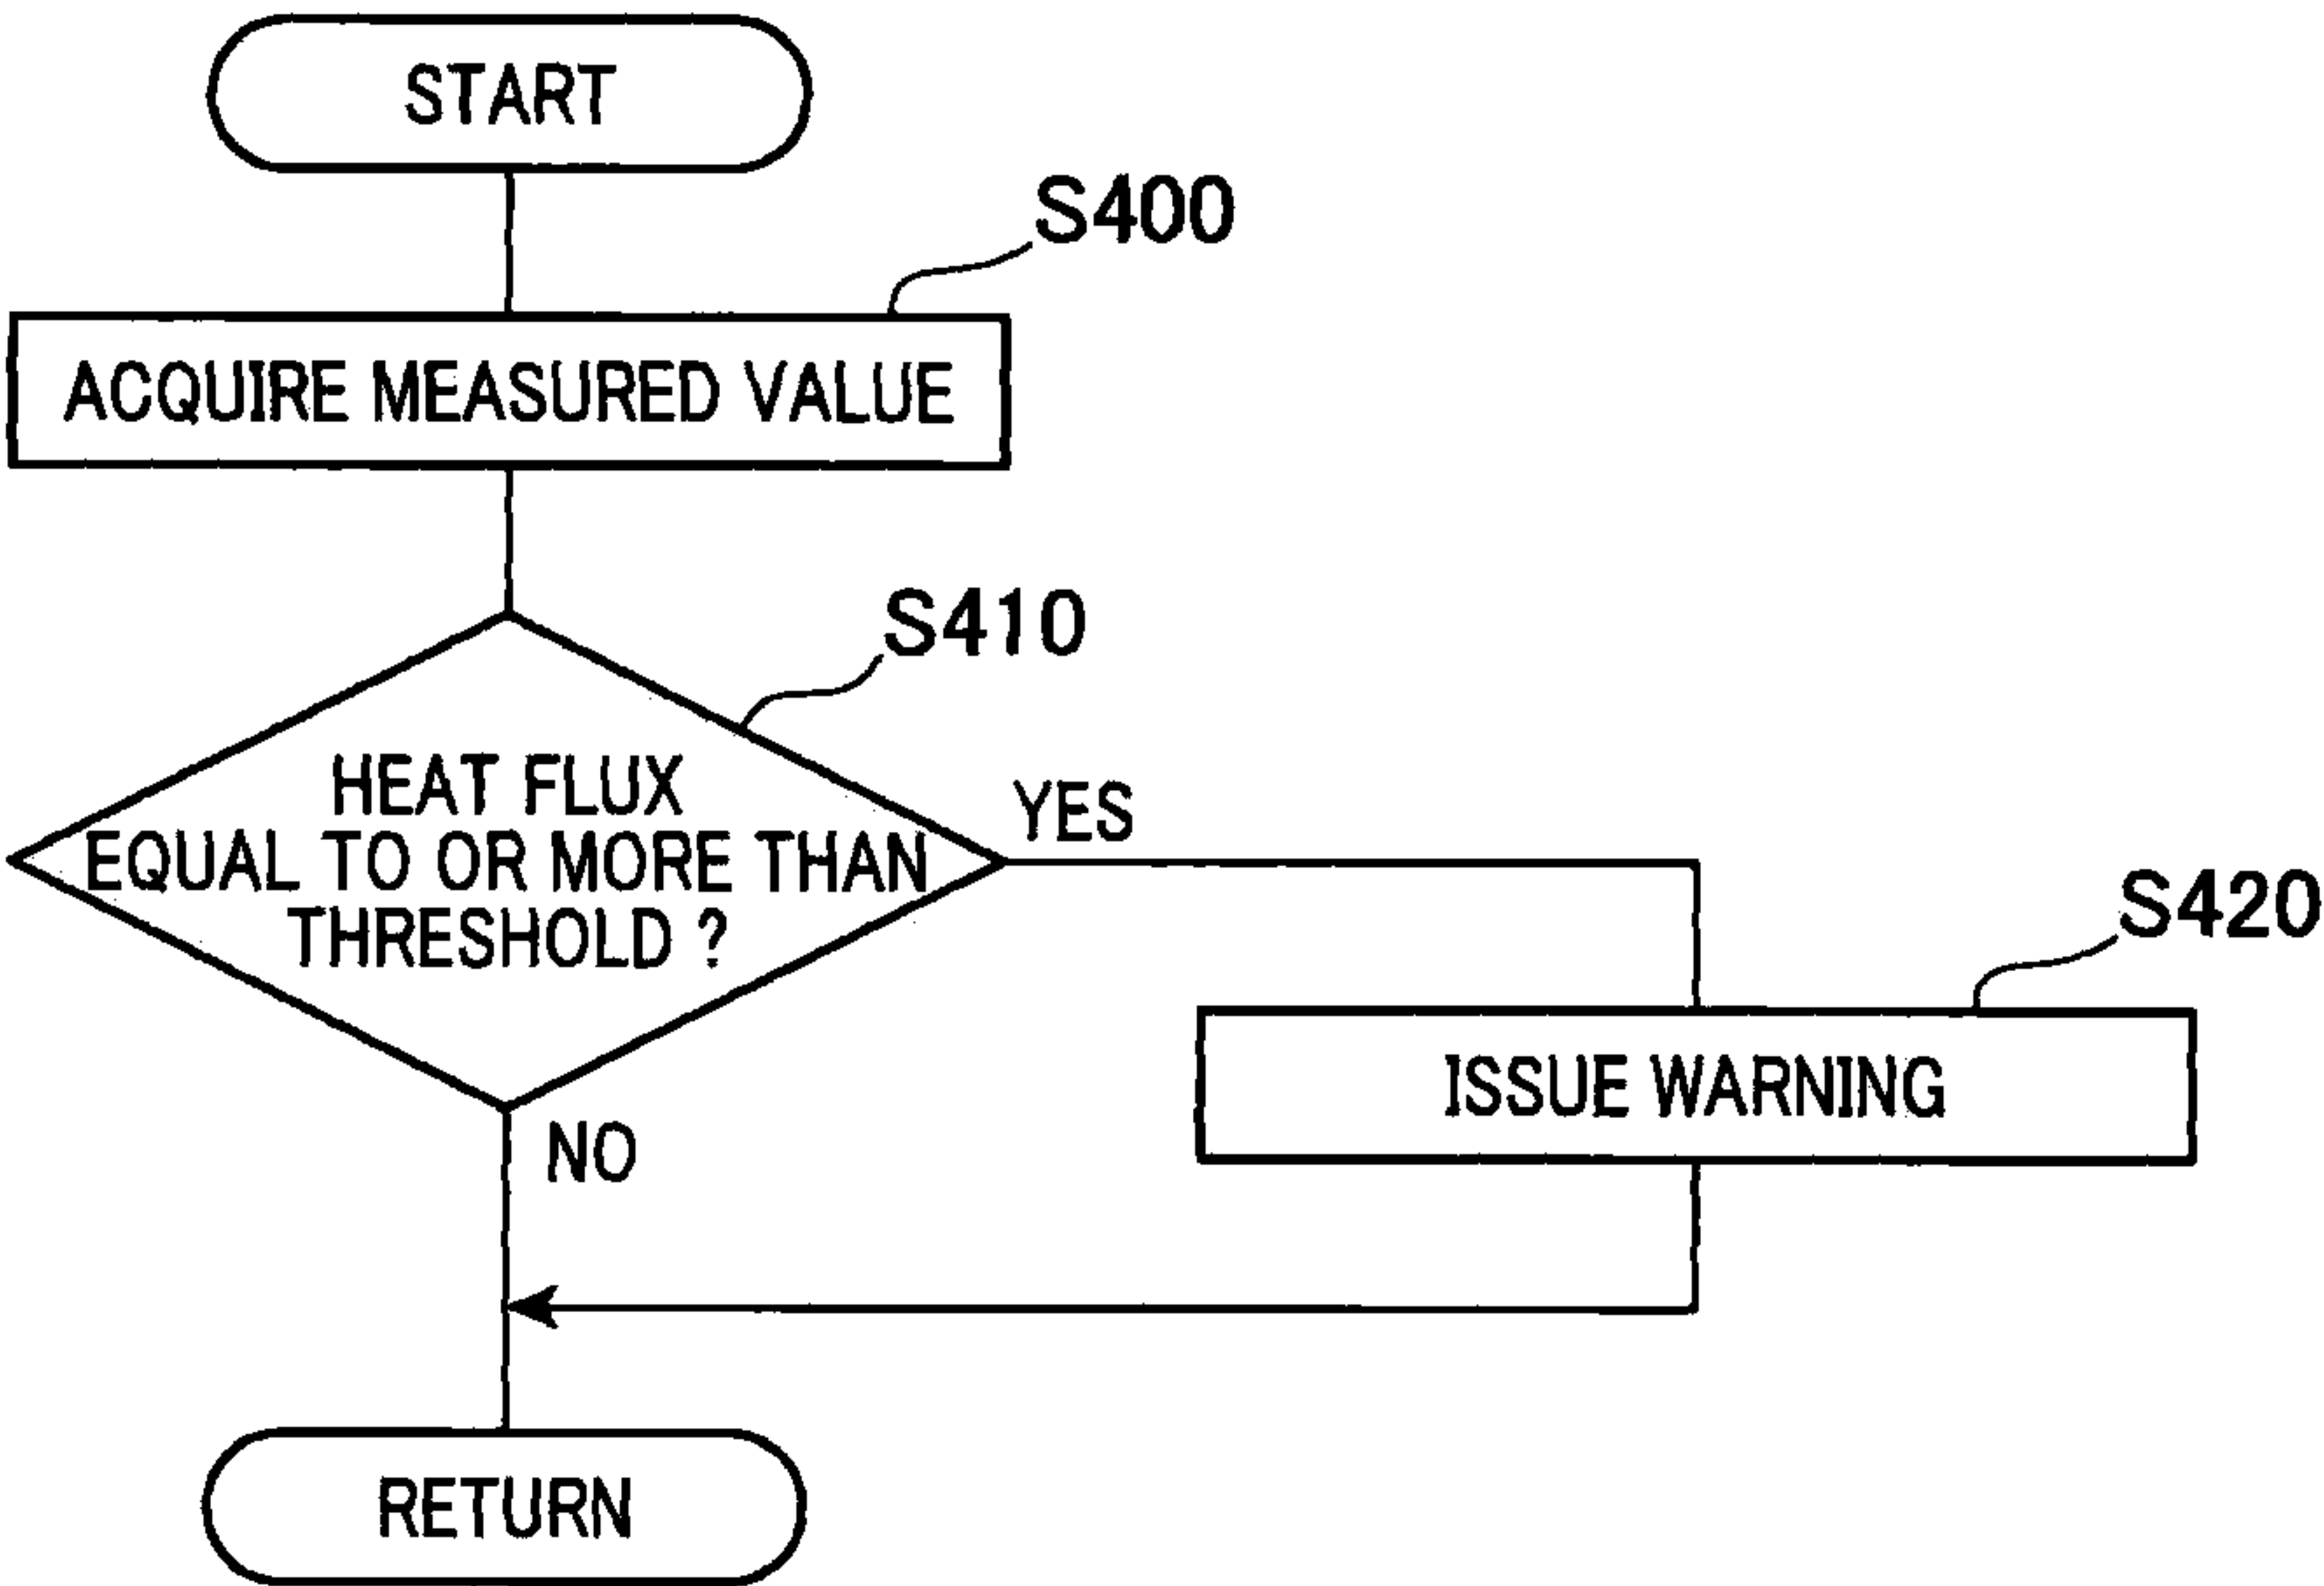 START
S400
ACQUIRE MEASURED VALUE
S410
HEAT FLUX
EQUAL TO OR MORE THAN
THRESHOLD ?
YES
S420
ISSUE WARNING
NO
RETURN